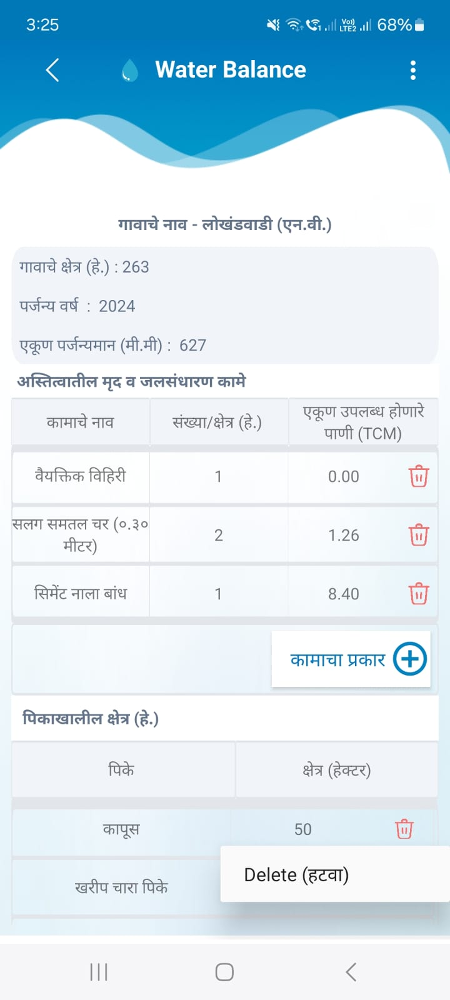 3:25
Vo)) LTE2 68%
Water Balance
गावाचे नाव - लोखंडवाडी (एन.वी.)
गावाचे क्षेत्र (हे.) : 263
पर्जन्य वर्ष : 2024
एकूण पर्जन्यमान (मी.मी) : 627
अस्तित्वातील मृद व जलसंधारण कामे
कामाचे नाव संख्या/क्षेत्र (हे.) एकूण उपलब्ध होणारे
पाणी (TCM)
वैयक्तिक विहिरी 1 0.00
सलग समतल चर (०.३०
मीटर) 2 1.26
सिमेंट नाला बांध 1 8.40
कामाचा प्रकार
पिकाखालील क्षेत्र (हे.)
पिके क्षेत्र (हेक्टर)
कापूस 50
Delete (हटवा)
खरीप चारा पिके